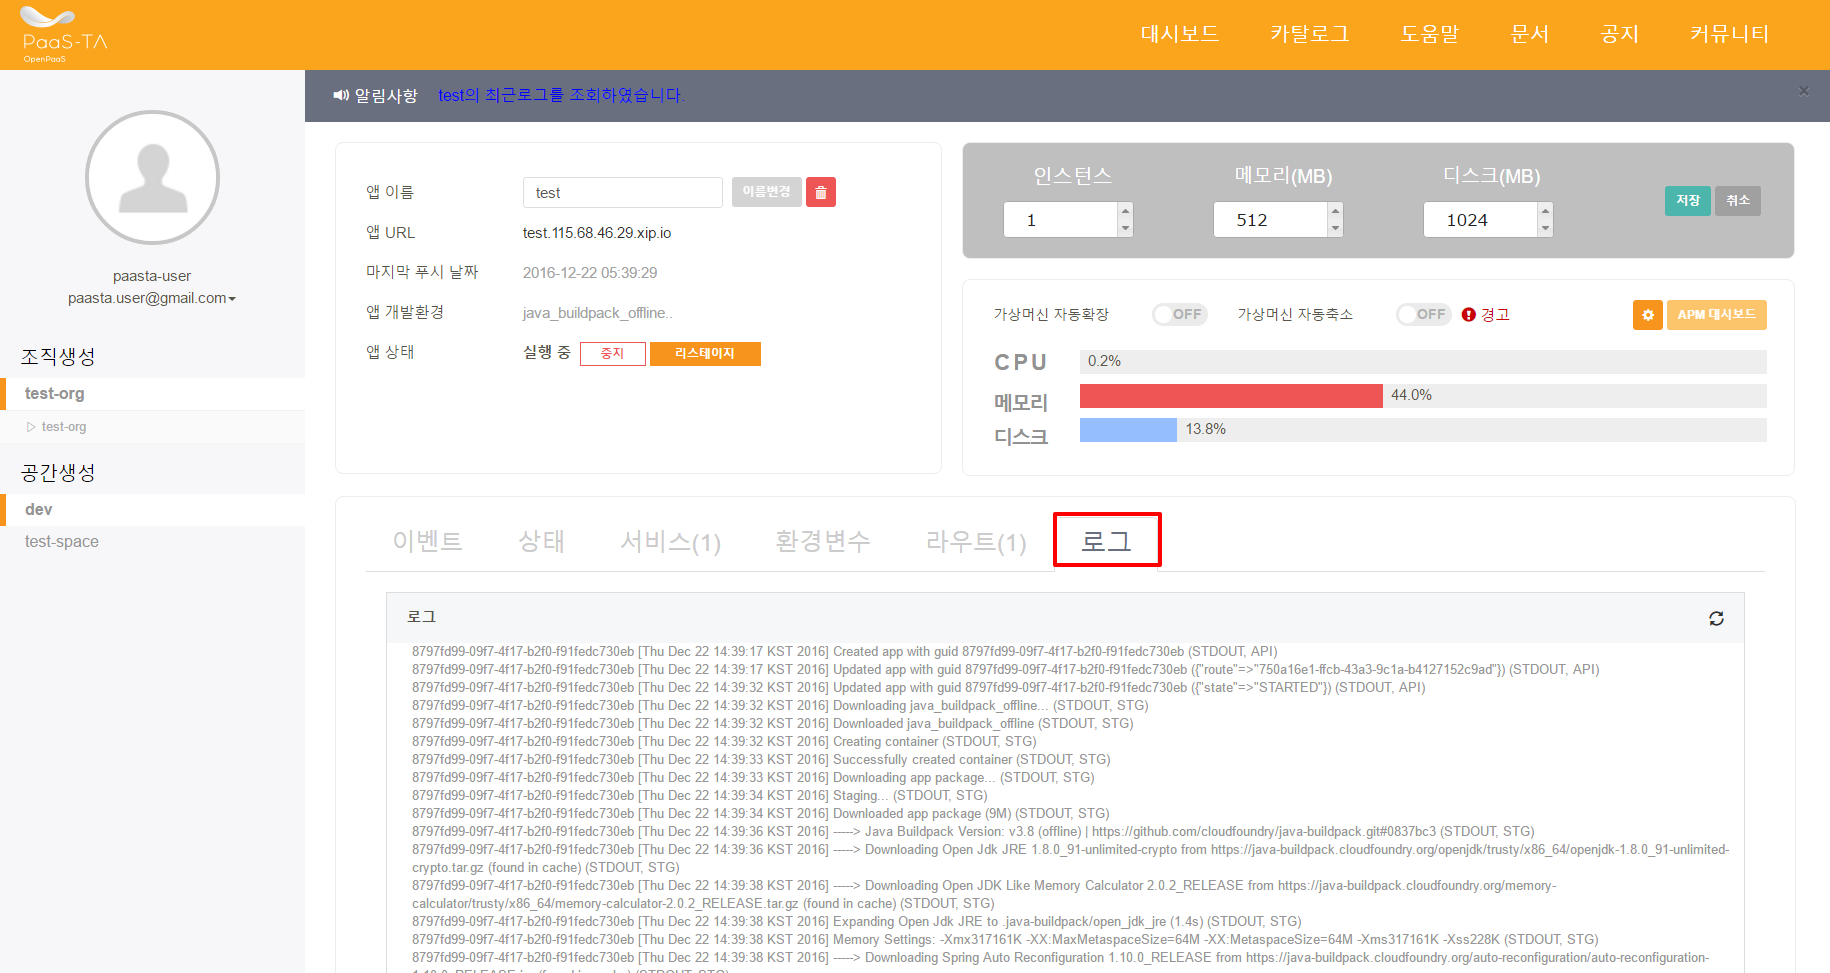 PaaS-TA
OpenPaaS
대시보드 카탈로그 도움말 문서 공지 커뮤니티
알림사항 test의 최근로그를 조회하였습니다.
×
paasta-user
paasta.user@gmail.com
조직생성
test-org
test-org
공간생성
dev
test-space
앱 이름 test 이름변경
앱 URL test.115.68.46.29.xip.io
마지막 푸시 날짜 2016-12-22 05:39:29
앱 개발환경 java_buildpack_offline..
앱 상태 실행 중 중지 리스테이지
인스턴스 메모리(MB) 디스크(MB)
1 512 1024 저장 취소
가상머신 자동확장 OFF 가상머신 자동축소 OFF 경고 APM 대시보드
CPU 0.2%
메모리 44.0%
디스크 13.8%
이벤트 상태 서비스(1) 환경변수 라우트(1) 로그
로그
8797fd99-09f7-4f17-b2f0-f91fedc730eb [Thu Dec 22 14:39:17 KST 2016] Created app with guid 8797fd99-09f7-4f17-b2f0-f91fedc730eb (STDOUT, API)
8797fd99-09f7-4f17-b2f0-f91fedc730eb [Thu Dec 22 14:39:17 KST 2016] Updated app with guid 8797fd99-09f7-4f17-b2f0-f91fedc730eb ({"route"=>"750a16e1-ffcb-43a3-9c1a-b4127152c9ad"}) (STDOUT, API)
8797fd99-09f7-4f17-b2f0-f91fedc730eb [Thu Dec 22 14:39:32 KST 2016] Updated app with guid 8797fd99-09f7-4f17-b2f0-f91fedc730eb ({"state"=>"STARTED"}) (STDOUT, API)
8797fd99-09f7-4f17-b2f0-f91fedc730eb [Thu Dec 22 14:39:32 KST 2016] Downloading java_buildpack_offline... (STDOUT, STG)
8797fd99-09f7-4f17-b2f0-f91fedc730eb [Thu Dec 22 14:39:32 KST 2016] Downloaded java_buildpack_offline (STDOUT, STG)
8797fd99-09f7-4f17-b2f0-f91fedc730eb [Thu Dec 22 14:39:32 KST 2016] Creating container (STDOUT, STG)
8797fd99-09f7-4f17-b2f0-f91fedc730eb [Thu Dec 22 14:39:33 KST 2016] Successfully created container (STDOUT, STG)
8797fd99-09f7-4f17-b2f0-f91fedc730eb [Thu Dec 22 14:39:33 KST 2016] Downloading app package... (STDOUT, STG)
8797fd99-09f7-4f17-b2f0-f91fedc730eb [Thu Dec 22 14:39:34 KST 2016] Staging... (STDOUT, STG)
8797fd99-09f7-4f17-b2f0-f91fedc730eb [Thu Dec 22 14:39:34 KST 2016] Downloaded app package (9M) (STDOUT, STG)
8797fd99-09f7-4f17-b2f0-f91fedc730eb [Thu Dec 22 14:39:36 KST 2016] -----> Java Buildpack Version: v3.8 (offline) | https://github.com/cloudfoundry/java-buildpack.git#0837bc3 (STDOUT, STG)
8797fd99-09f7-4f17-b2f0-f91fedc730eb [Thu Dec 22 14:39:36 KST 2016] -----> Downloading Open Jdk JRE 1.8.0_91-unlimited-crypto from https://java-buildpack.cloudfoundry.org/openjdk/trusty/x86_64/openjdk-1.8.0_91-unlimited-
crypto.tar.gz (found in cache) (STDOUT, STG)
8797fd99-09f7-4f17-b2f0-f91fedc730eb [Thu Dec 22 14:39:38 KST 2016] -----> Downloading Open JDK Like Memory Calculator 2.0.2_RELEASE from https://java-buildpack.cloudfoundry.org/memory-
calculator/trusty/x86_64/memory-calculator-2.0.2_RELEASE.tar.gz (found in cache) (STDOUT, STG)
8797fd99-09f7-4f17-b2f0-f91fedc730eb [Thu Dec 22 14:39:38 KST 2016] Expanding Open Jdk JRE to .java-buildpack/open_jdk_jre (1.4s) (STDOUT, STG)
8797fd99-09f7-4f17-b2f0-f91fedc730eb [Thu Dec 22 14:39:38 KST 2016] Memory Settings: -Xmx317161K -XX:MaxMetaspaceSize=64M -XX:MetaspaceSize=64M -Xms317161K -Xss228K (STDOUT, STG)
8797fd99-09f7-4f17-b2f0-f91fedc730eb [Thu Dec 22 14:39:38 KST 2016] -----> Downloading Spring Auto Reconfiguration 1.10.0_RELEASE from https://java-buildpack.cloudfoundry.org/auto-reconfiguration/auto-reconfiguration-